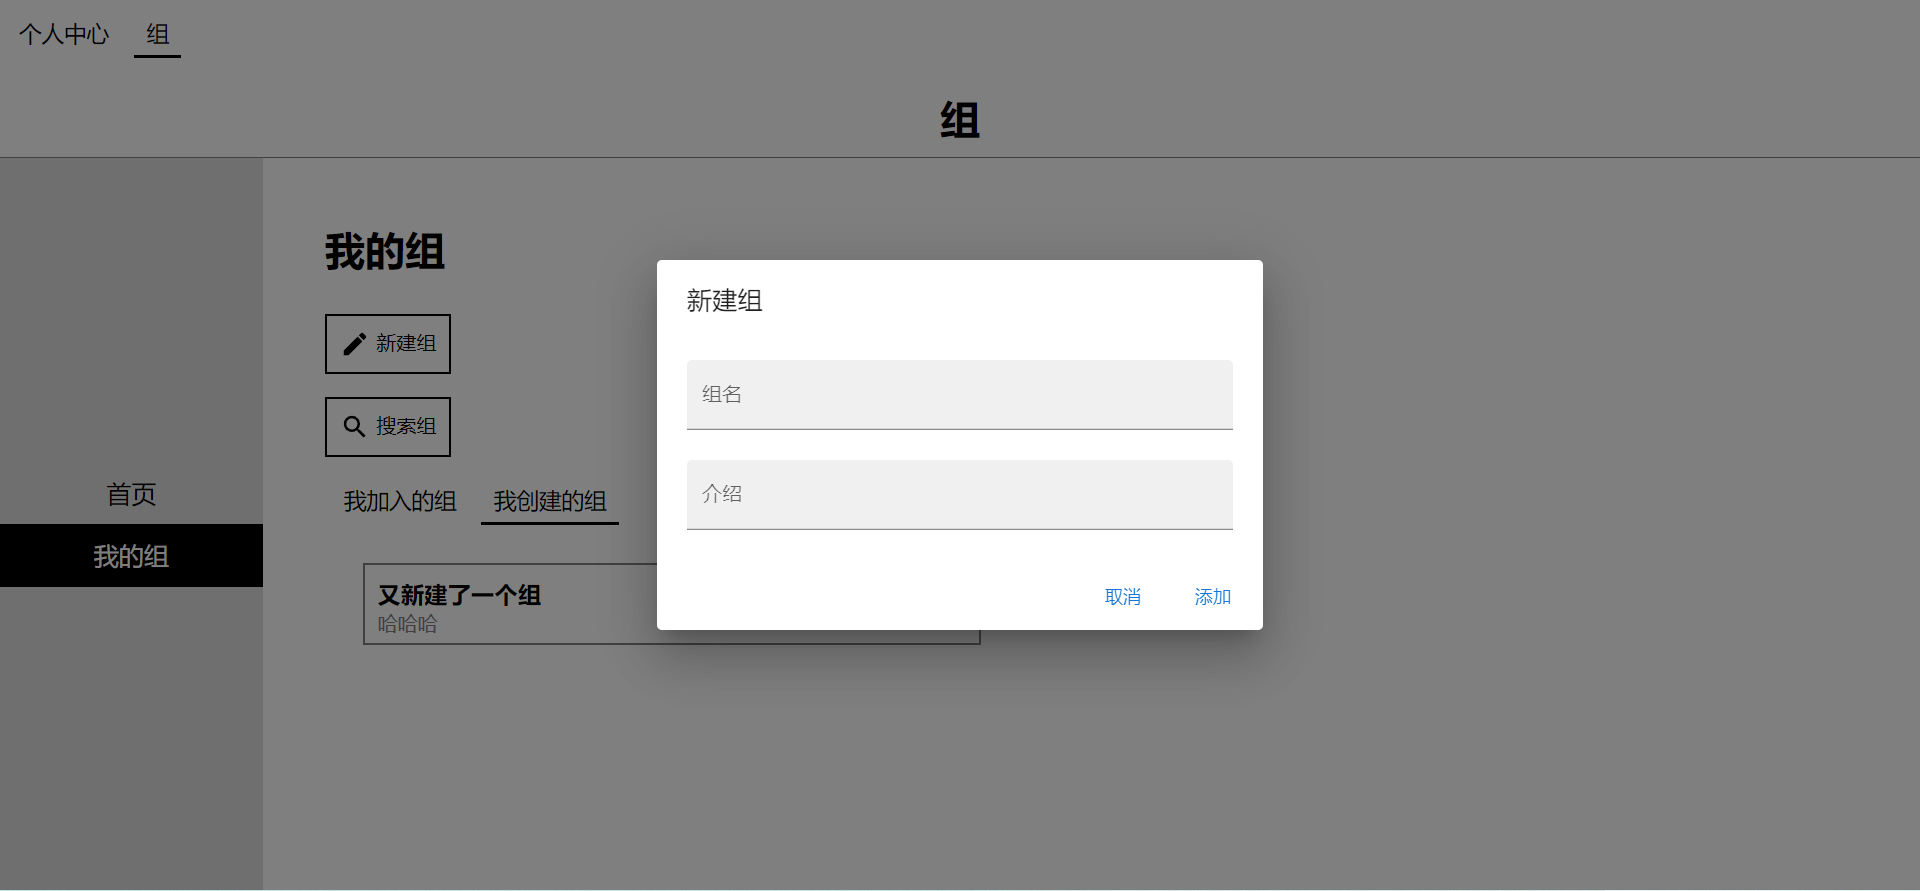 个人中心 组
组
我的组
新建组
搜索组
我加入的组 我创建的组
首页
我的组
又新建了一个组
哈哈哈
新建组
组名
介绍
取消 添加